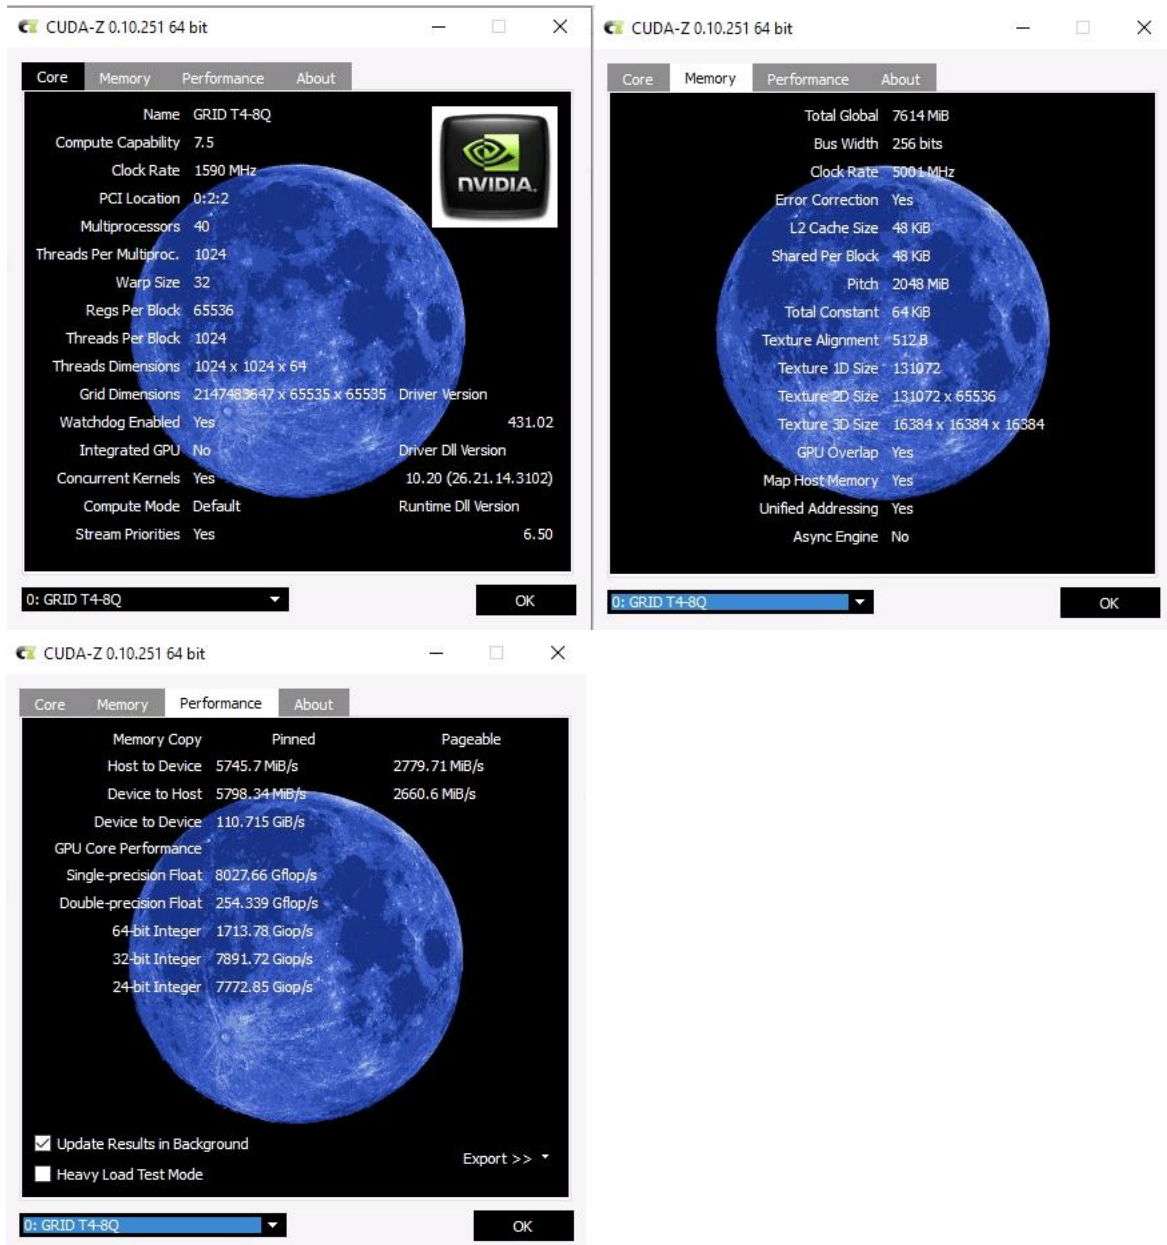 CUDA-Z 0.10.251 64 bit
Core Memory Performance About
Name GRID T4-8Q
Compute Capability 7.5
Clock Rate 1590 MHz
PCI Location 0:2:2
Multiprocessors 40
Threads Per Multiproc. 1024
Warp Size 32
Regs Per Block 65536
Threads Per Block 1024
Threads Dimensions 1024 x 1024 x 64
Grid Dimensions 2147483647 x 65535 x 65535 Driver Version
Watchdog Enabled Yes 431.02
Integrated GPU No Driver Dll Version
Concurrent Kernels Yes 10.20 (26.21.14.3102)
Compute Mode Default Runtime Dll Version
Stream Priorities Yes 6.50
NVIDIA.
0: GRID T4-8Q OK
CUDA-Z 0.10.251 64 bit
Core Memory Performance About
Total Global 7614 MiB
Bus Width 256 bits
Clock Rate 5001 MHz
Error Correction Yes
L2 Cache Size 48 KiB
Shared Per Block 48 KiB
Pitch 2048 MiB
Total Constant 64 KiB
Texture Alignment 512 B
Texture 1D Size 131072
Texture 2D Size 131072 x 65536
Texture 3D Size 16384 x 16384 x 16384
GPU Overlap Yes
Map Host Memory Yes
Unified Addressing Yes
Async Engine No
0: GRID T4-8Q OK
CUDA-Z 0.10.251 64 bit
Core Memory Performance About
Memory Copy Pinned Pageable
Host to Device 5745.7 MiB/s 2779.71 MiB/s
Device to Host 5798.34 MiB/s 2660.6 MiB/s
Device to Device 110.715 GiB/s
GPU Core Performance
Single-precision Float 8027.66 Gflop/s
Double-precision Float 254.339 Gflop/s
64-bit Integer 1713.78 Giop/s
32-bit Integer 7891.72 Giop/s
24-bit Integer 7772.85 Giop/s
Update Results in Background
Export >>
Heavy Load Test Mode
0: GRID T4-8Q OK